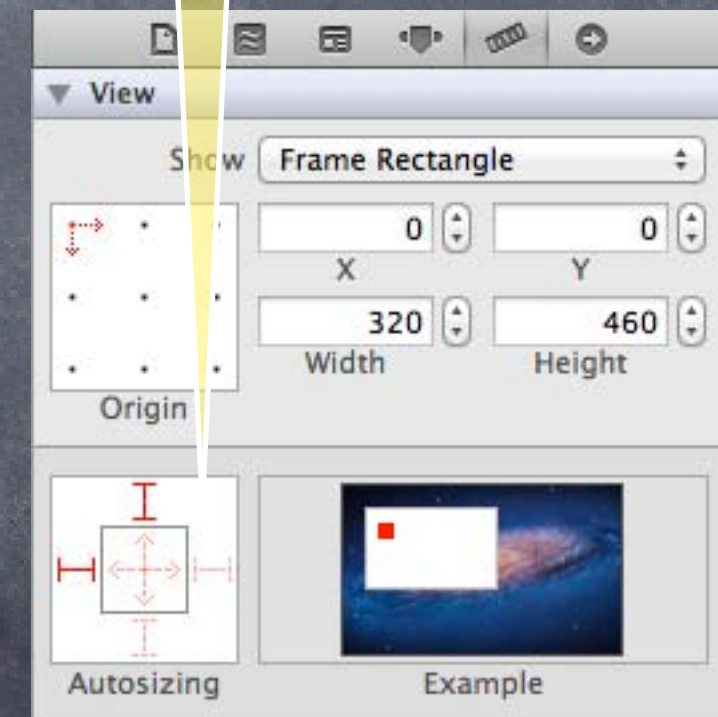 View
Show Frame Rectangle
0 0
X Y
320 460
Width Height
Origin
Autosizing Example